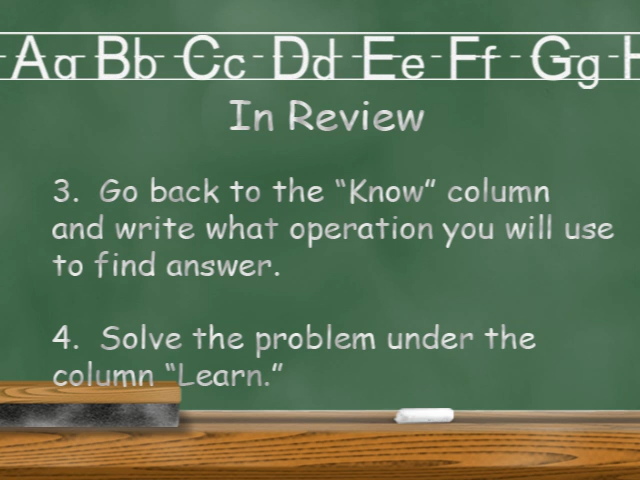 Aa Bb Cc Dd Ee Ff Gg H
In Review
3. Go back to the “Know” column
and write what operation you will use
to find answer.
4. Solve the problem under the
column “Learn.”